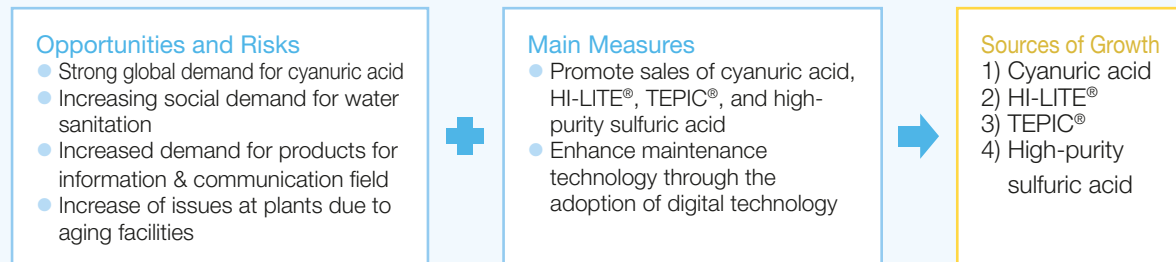 Opportunities and Risks
● Strong global demand for cyanuric acid
● Increasing social demand for water
sanitation
● Increased demand for products for
information & communication field
● Increase of issues at plants due to
aging facilities
Main Measures
● Promote sales of cyanuric acid,
HI-LITE®, TEPIC®, and high-
purity sulfuric acid
● Enhance maintenance
technology through the
adoption of digital technology
Sources of Growth
1) Cyanuric acid
2) HI-LITE®
3) TEPIC®
4) High-purity
sulfuric acid